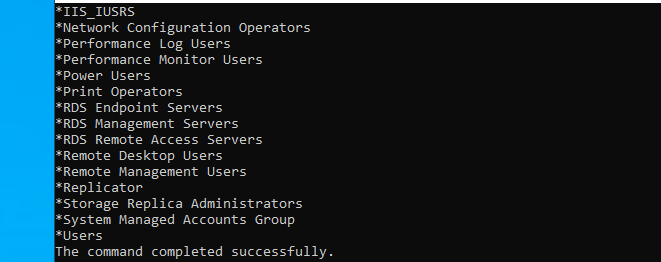 *IIS_IUSRS
*Network Configuration Operators
*Performance Log Users
*Performance Monitor Users
*Power Users
*Print Operators
*RDS Endpoint Servers
*RDS Management Servers
*RDS Remote Access Servers
*Remote Desktop Users
*Remote Management Users
*Replicator
*Storage Replica Administrators
*System Managed Accounts Group
*Users
The command completed successfully.